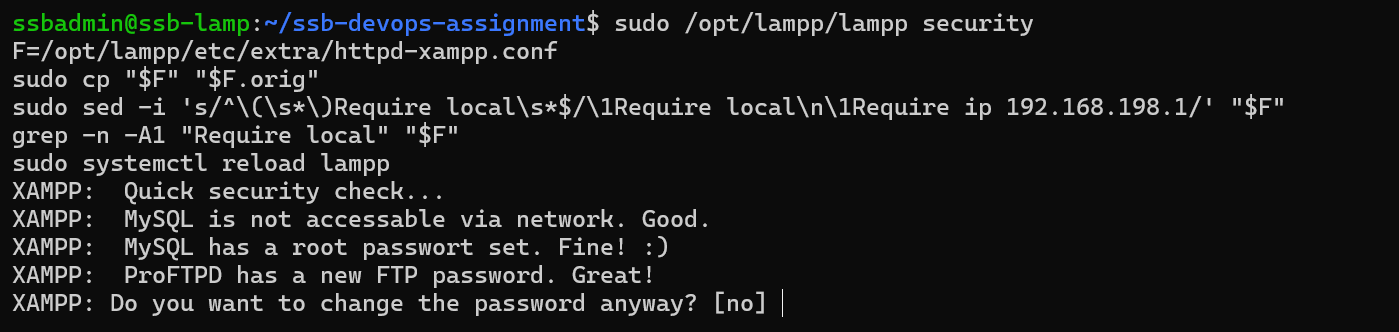 ssbadmin@ssb-lamp:~/ssb-devops-assignment$ sudo /opt/lampp/lampp security
F=/opt/lampp/etc/extra/httpd-xampp.conf
sudo cp "$F" "$F.orig"
sudo sed -i 's/^\(\s*\)Require local\s*$/\1Require local\n\1Require ip 192.168.198.1/' "$F"
grep -n -A1 "Require local" "$F"
sudo systemctl reload lampp
XAMPP:  Quick security check...
XAMPP:  MySQL is not accessable via network. Good.
XAMPP:  MySQL has a root passwort set. Fine! :)
XAMPP:  ProFTPD has a new FTP password. Great!
XAMPP: Do you want to change the password anyway? [no]